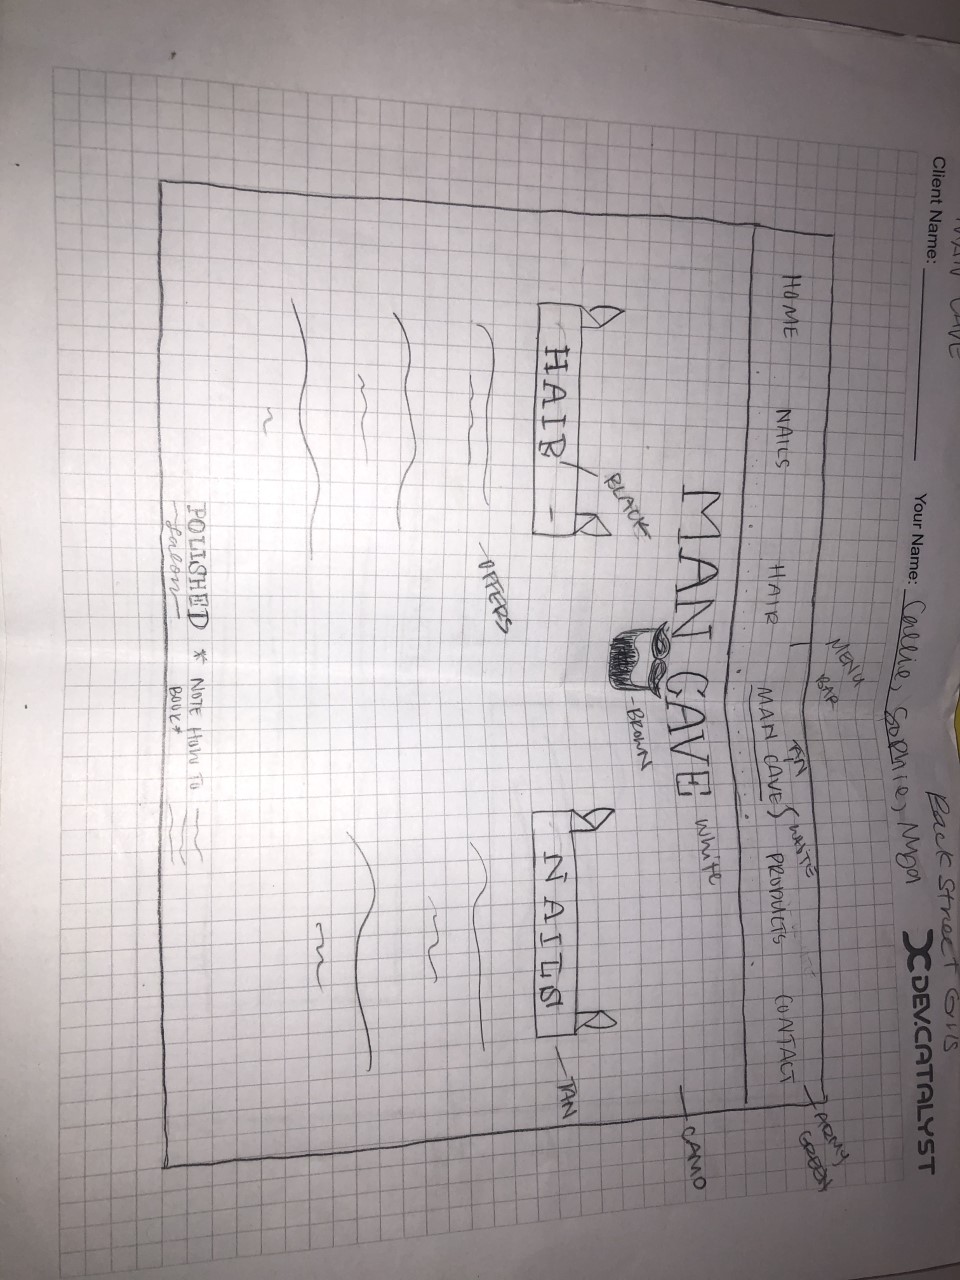 MAN CAVE
Back Street Girls
Client Name:
Your Name: Callie, Sophie, Mya
DEV.CATALYST
MENU BAR
ARMY GREEN
TAN
WHITE
HOME NAILS HAIR MAN CAVE PRODUCTS CONTACT
MAN CAVE
white
CAMO
BROWN
BLACK
HAIR
NAILS
TAN
OFFERS
POLISHED * NOTE HOW TO
Salon BOOK*